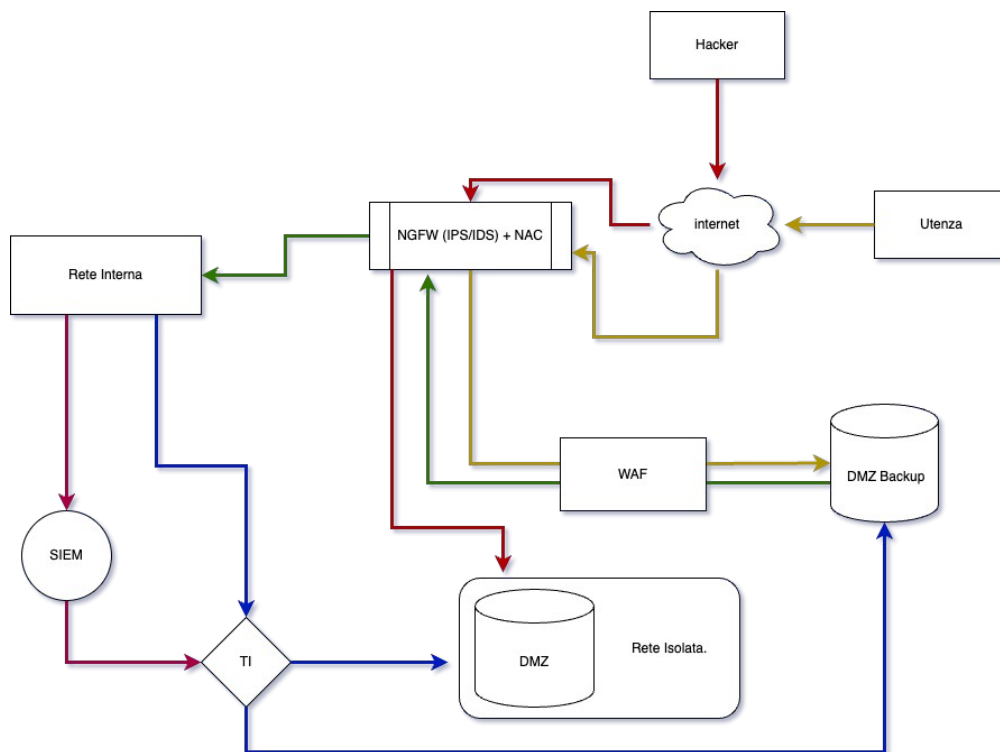 Hacker
internet
Utenza
NGFW (IPS/IDS) + NAC
Rete Interna
WAF
DMZ Backup
SIEM
TI
DMZ
Rete Isolata.